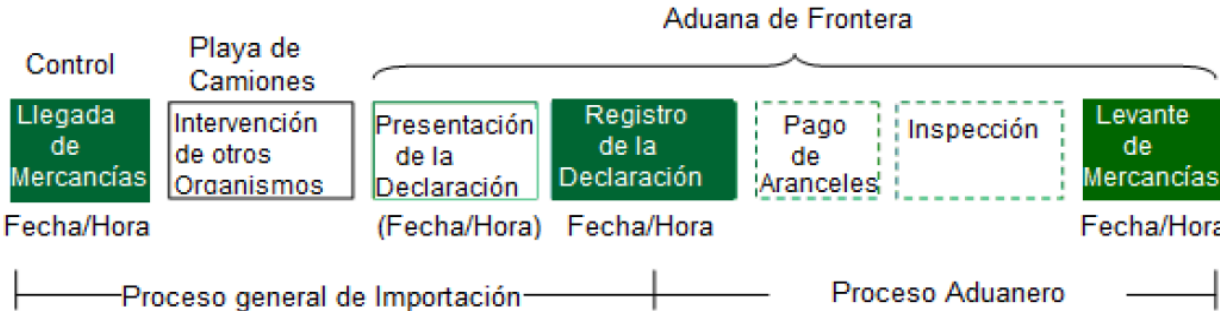 Aduana de Frontera
Control
Playa de
Camiones
Llegada
de
Mercancías
Intervención
de otros
Organismos
Presentación
de la
Declaración
Registro
de la
Declaración
Pago
de
Aranceles
Inspección
Levante
de
Mercancías
Fecha/Hora
(Fecha/Hora)
Fecha/Hora
Fecha/Hora
Proceso general de Importación
Proceso Aduanero